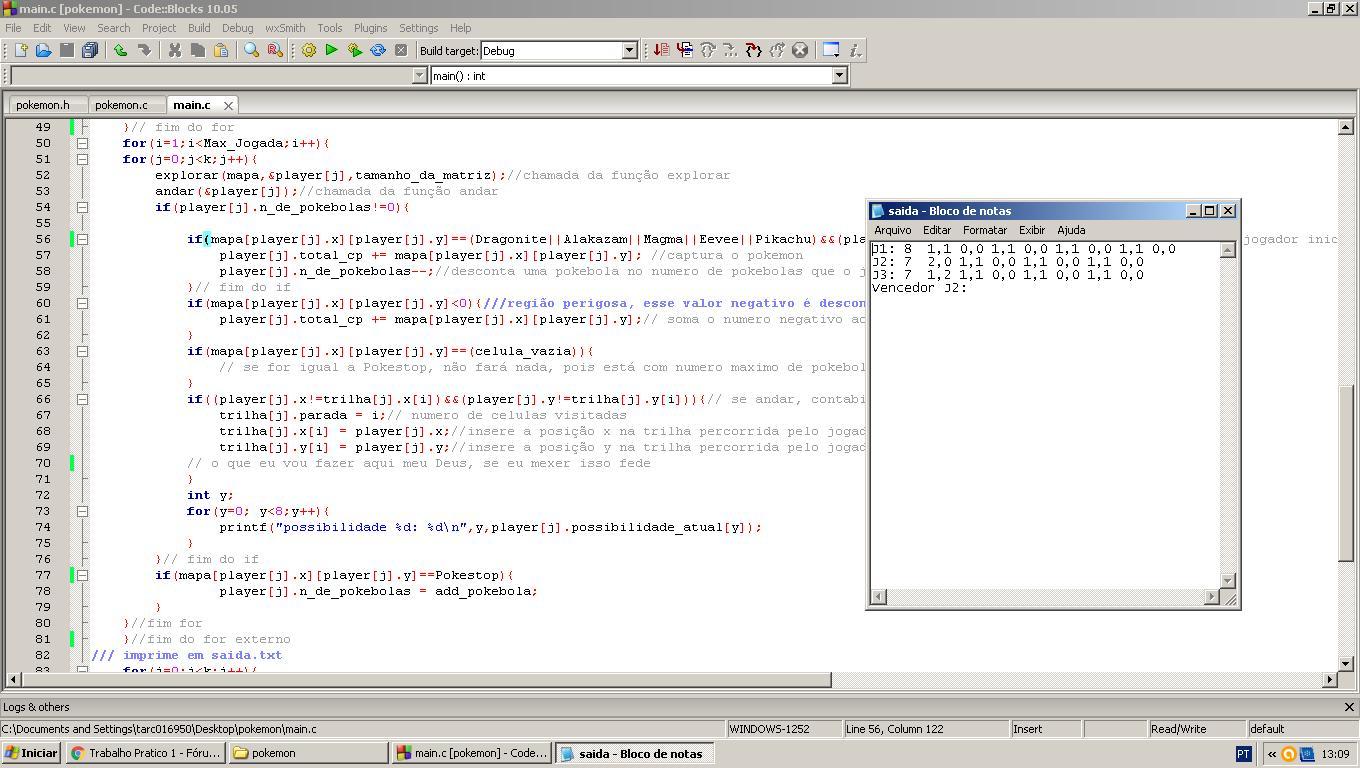 main.c [pokemon] - Code::Blocks 10.05
File Edit View Search Project Build Debug wxSmith Tools Plugins Settings Help
Build target: Debug
main() : int
pokemon.h pokemon.c main.c
49 }// fim do for
50 for(i=1;i<Max_Jogada;i++){
51 for(j=0;j<k;j++){
52 explorar(mapa,&player[j],tamanho_da_matriz);//chamada da função explorar
53 andar(&player[j]);//chamada da função andar
54 if(player[j].n_de_pokebolas!=0){
55
56 if(mapa[player[j].x][player[j].y]==(Dragonite||Alakazam||Magma||Eevee||Pikachu)&&(pla jogador inic
57 player[j].total_cp += mapa[player[j].x][player[j].y]; //captura o pokemon
58 player[j].n_de_pokebolas--;//desconta uma pokebola no numero de pokebolas que o j
59 }// fim do if
60 if(mapa[player[j].x][player[j].y]<0){///região perigosa, esse valor negativo é descon
61 player[j].total_cp += mapa[player[j].x][player[j].y];// soma o numero negativo ao
62 }
63 if(mapa[player[j].x][player[j].y]==(celula_vazia)){
64 // se for igual a Pokestop, não fará nada, pois está com numero maximo de pokebol
65 }
66 if((player[j].x!=trilha[j].x[i])&&(player[j].y!=trilha[j].y[i])){// se andar, contabi
67 trilha[j].parada = i;// numero de celulas visitadas
68 trilha[j].x[i] = player[j].x;//insere a posição x na trilha percorrida pelo jogad
69 trilha[j].y[i] = player[j].y;//insere a posição y na trilha percorrida pelo jogad
70 // o que eu vou fazer aqui meu Deus, se eu mexer isso fede
71 }
72 int y;
73 for(y=0; y<8;y++){
74 printf("possibilidade %d: %d\n",y,player[j].possibilidade_atual[y]);
75 }
76 }// fim do if
77 if(mapa[player[j].x][player[j].y]==Pokestop){
78 player[j].n_de_pokebolas = add_pokebola;
79 }
80 }//fim for
81 }//fim do for externo
82 /// imprime em saida.txt
83 for(j=0;j<k;j++){
saida - Bloco de notas
Arquivo Editar Formatar Exibir Ajuda
J1: 8 1,1 0,0 1,1 0,0 1,1 0,0 1,1 0,0
J2: 7 2,0 1,1 0,0 1,1 0,0 1,1 0,0
J3: 7 1,2 1,1 0,0 1,1 0,0 1,1 0,0
Vencedor J2:
Logs & others
C:\Documents and Settings\tarc016950\Desktop\pokemon\main.c WINDOWS-1252 Line 56, Column 122 Insert Read/Write default
Iniciar Trabalho Pratico 1 - Fóru... pokemon main.c [pokemon] - Code... saida - Bloco de notas PT « 13:09